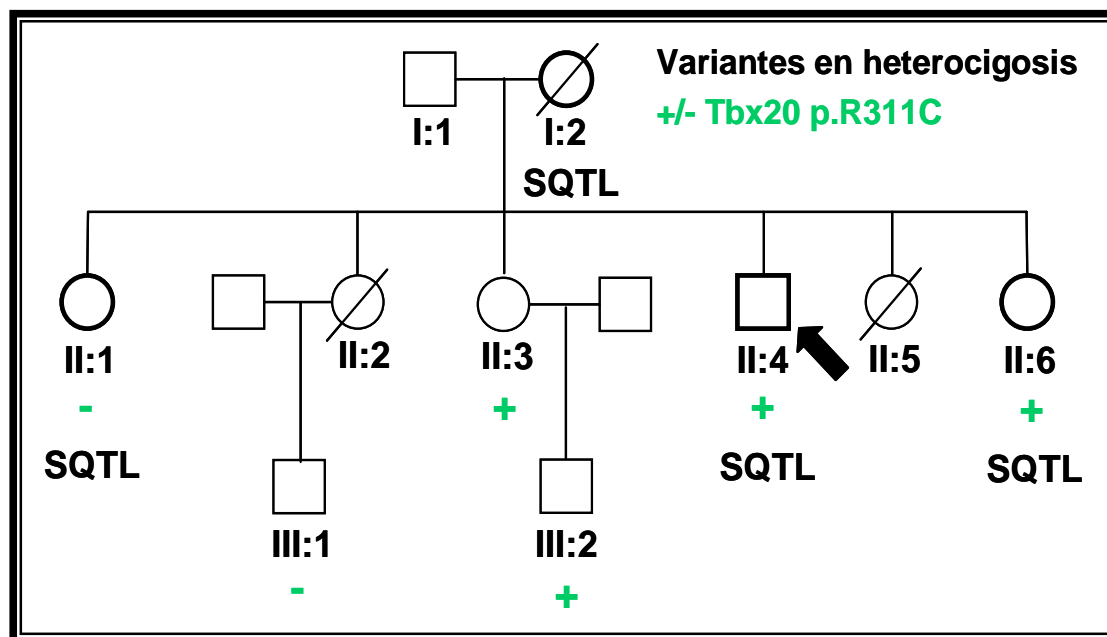 Variantes en heterocigosis
+/- Tbx20 p.R311C
I:1
I:2
SQTL
II:1
II:2
II:3
II:4
II:5
II:6
-
+
+
+
SQTL
SQTL
SQTL
III:1
III:2
-
+